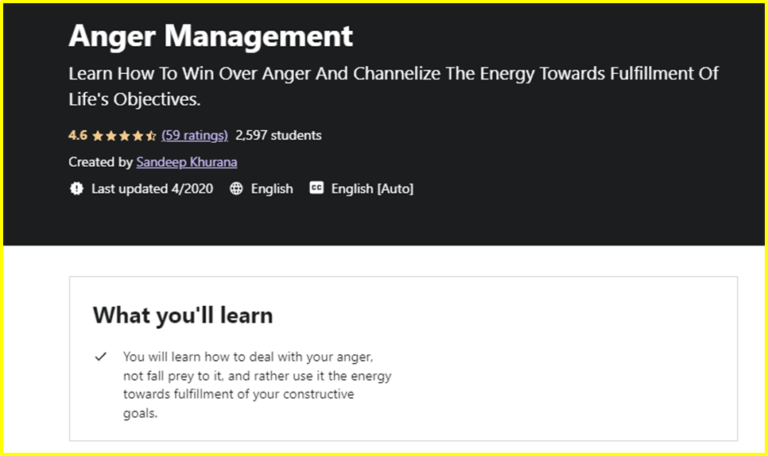 Anger Management
Learn How To Win Over Anger And Channelize The Energy Towards Fulfillment Of
Life's Objectives.
4.6 (59 ratings) 2,597 students
Created by Sandeep Khurana
Last updated 4/2020 English CC English [Auto]
What you'll learn
You will learn how to deal with your anger,
not fall prey to it, and rather use it the energy
towards fulfillment of your constructive
goals.